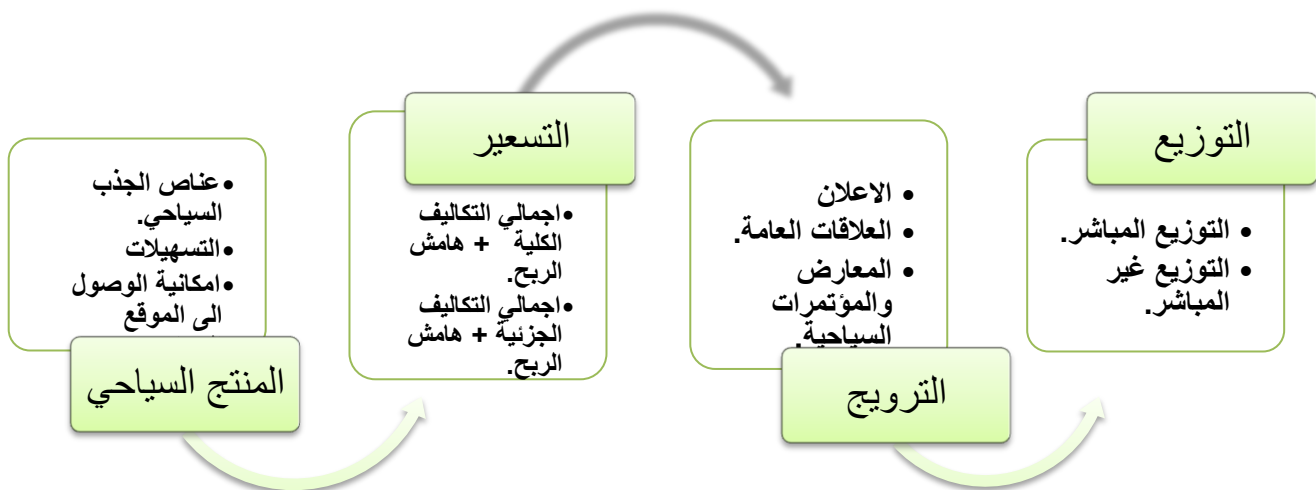 عناص الجذب
السياحي.
التسهيلات
امكانية الوصول
الى الموقع
المنتج السياحي
التسعير
اجمالي التكاليف
الكلية + هامش
الربح.
اجمالي التكاليف
الجزئية + هامش
الربح.
الاعلان
العلاقات العامة.
المعارض
والمؤتمرات
السياحية.
الترويج
التوزيع
التوزيع المباشر.
التوزيع غير
المباشر.